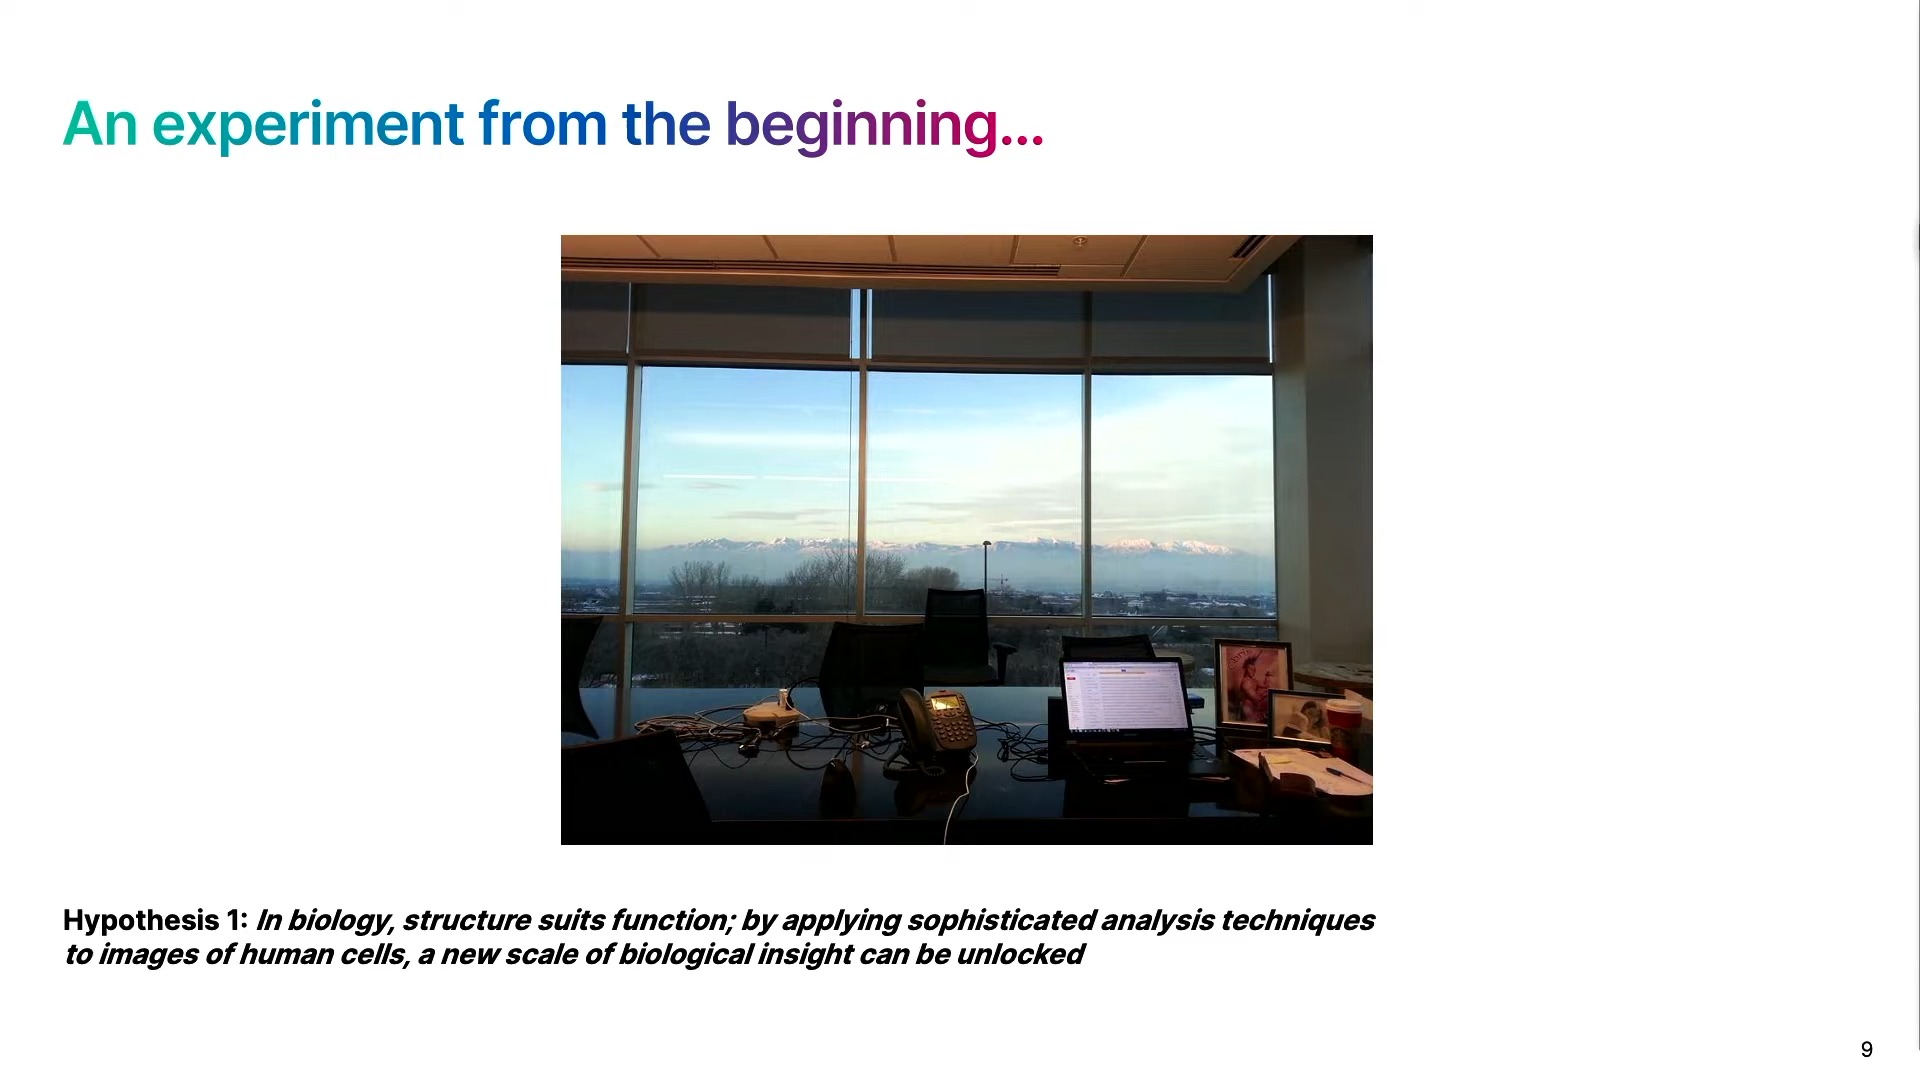 An experiment from the beginning...
Hypothesis 1: In biology, structure suits function; by applying sophisticated analysis techniques
to images of human cells, a new scale of biological insight can be unlocked
9